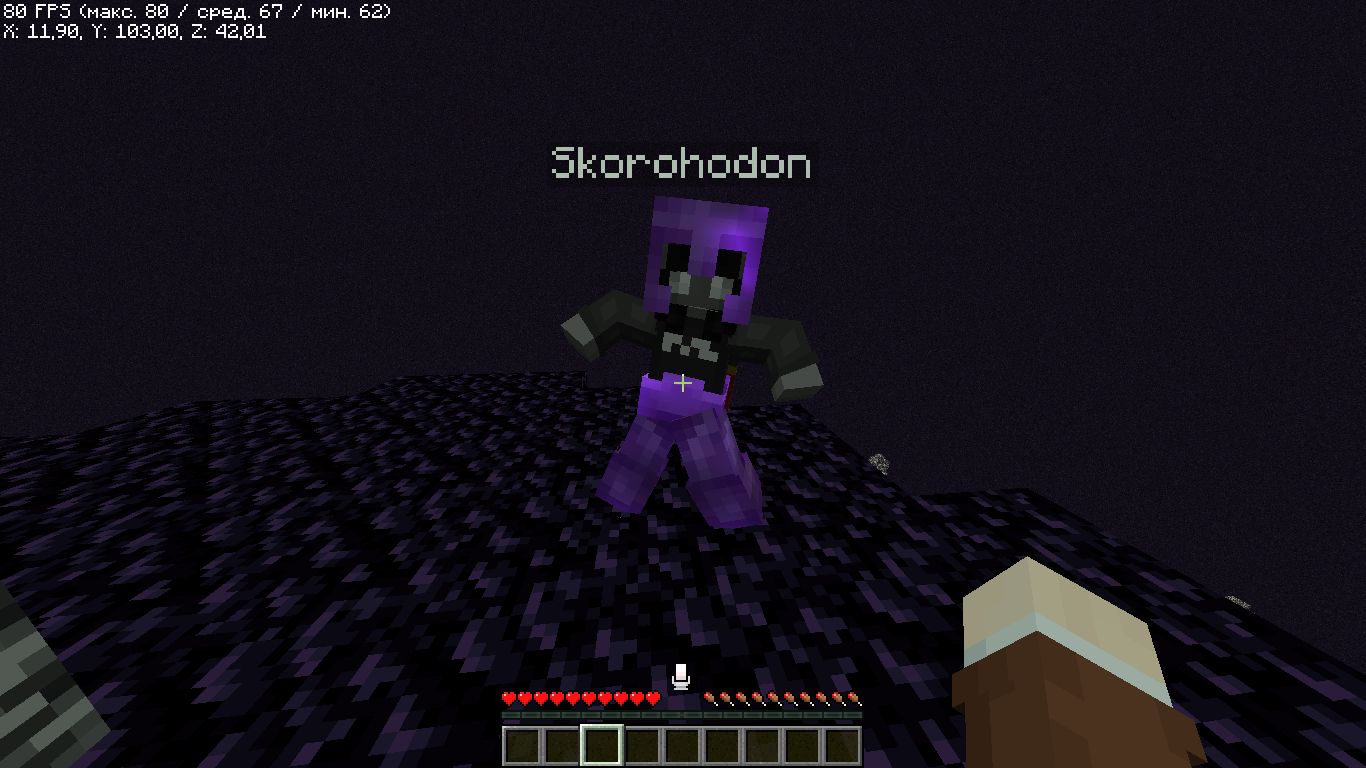 80 FPS (макс. 80 / сред. 67 / мин. 62)
X: 11,90, Y: 103,00, Z: 42,01
Skorohodon